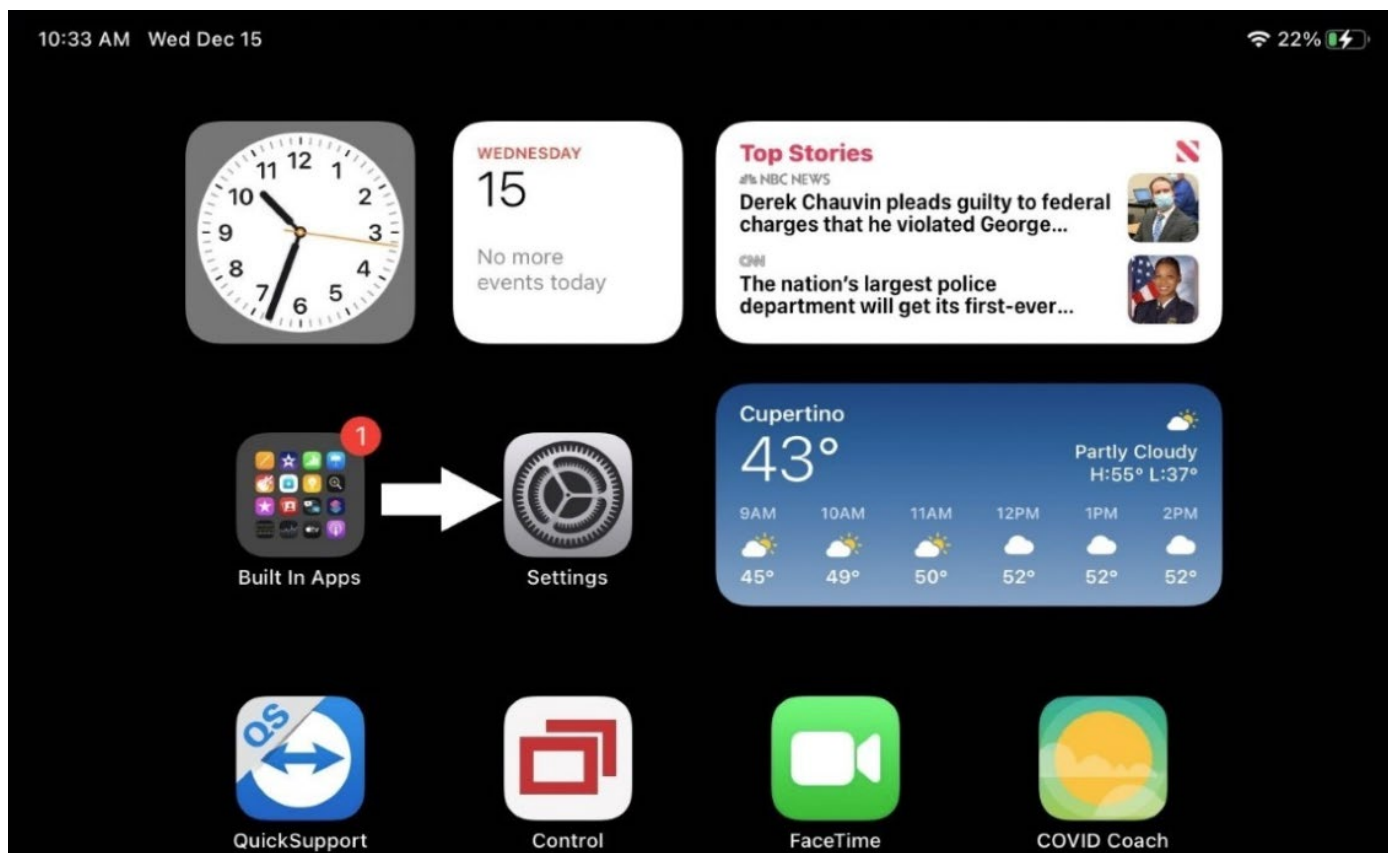 10:33 AM Wed Dec 15
22%
12
1
2
3
4
5
6
7
8
9
10
11
WEDNESDAY
15
No more
events today
Top Stories
NBC NEWS
Derek Chauvin pleads guilty to federal
charges that he violated George...
CNN
The nation's largest police
department will get its first-ever...
1
Built In Apps
Settings
Cupertino
43°
Partly Cloudy
H:55° L:37°
9AM 10AM 11AM 12PM 1PM 2PM
45° 49° 50° 52° 52° 52°
QS
QuickSupport
Control
FaceTime
COVID Coach